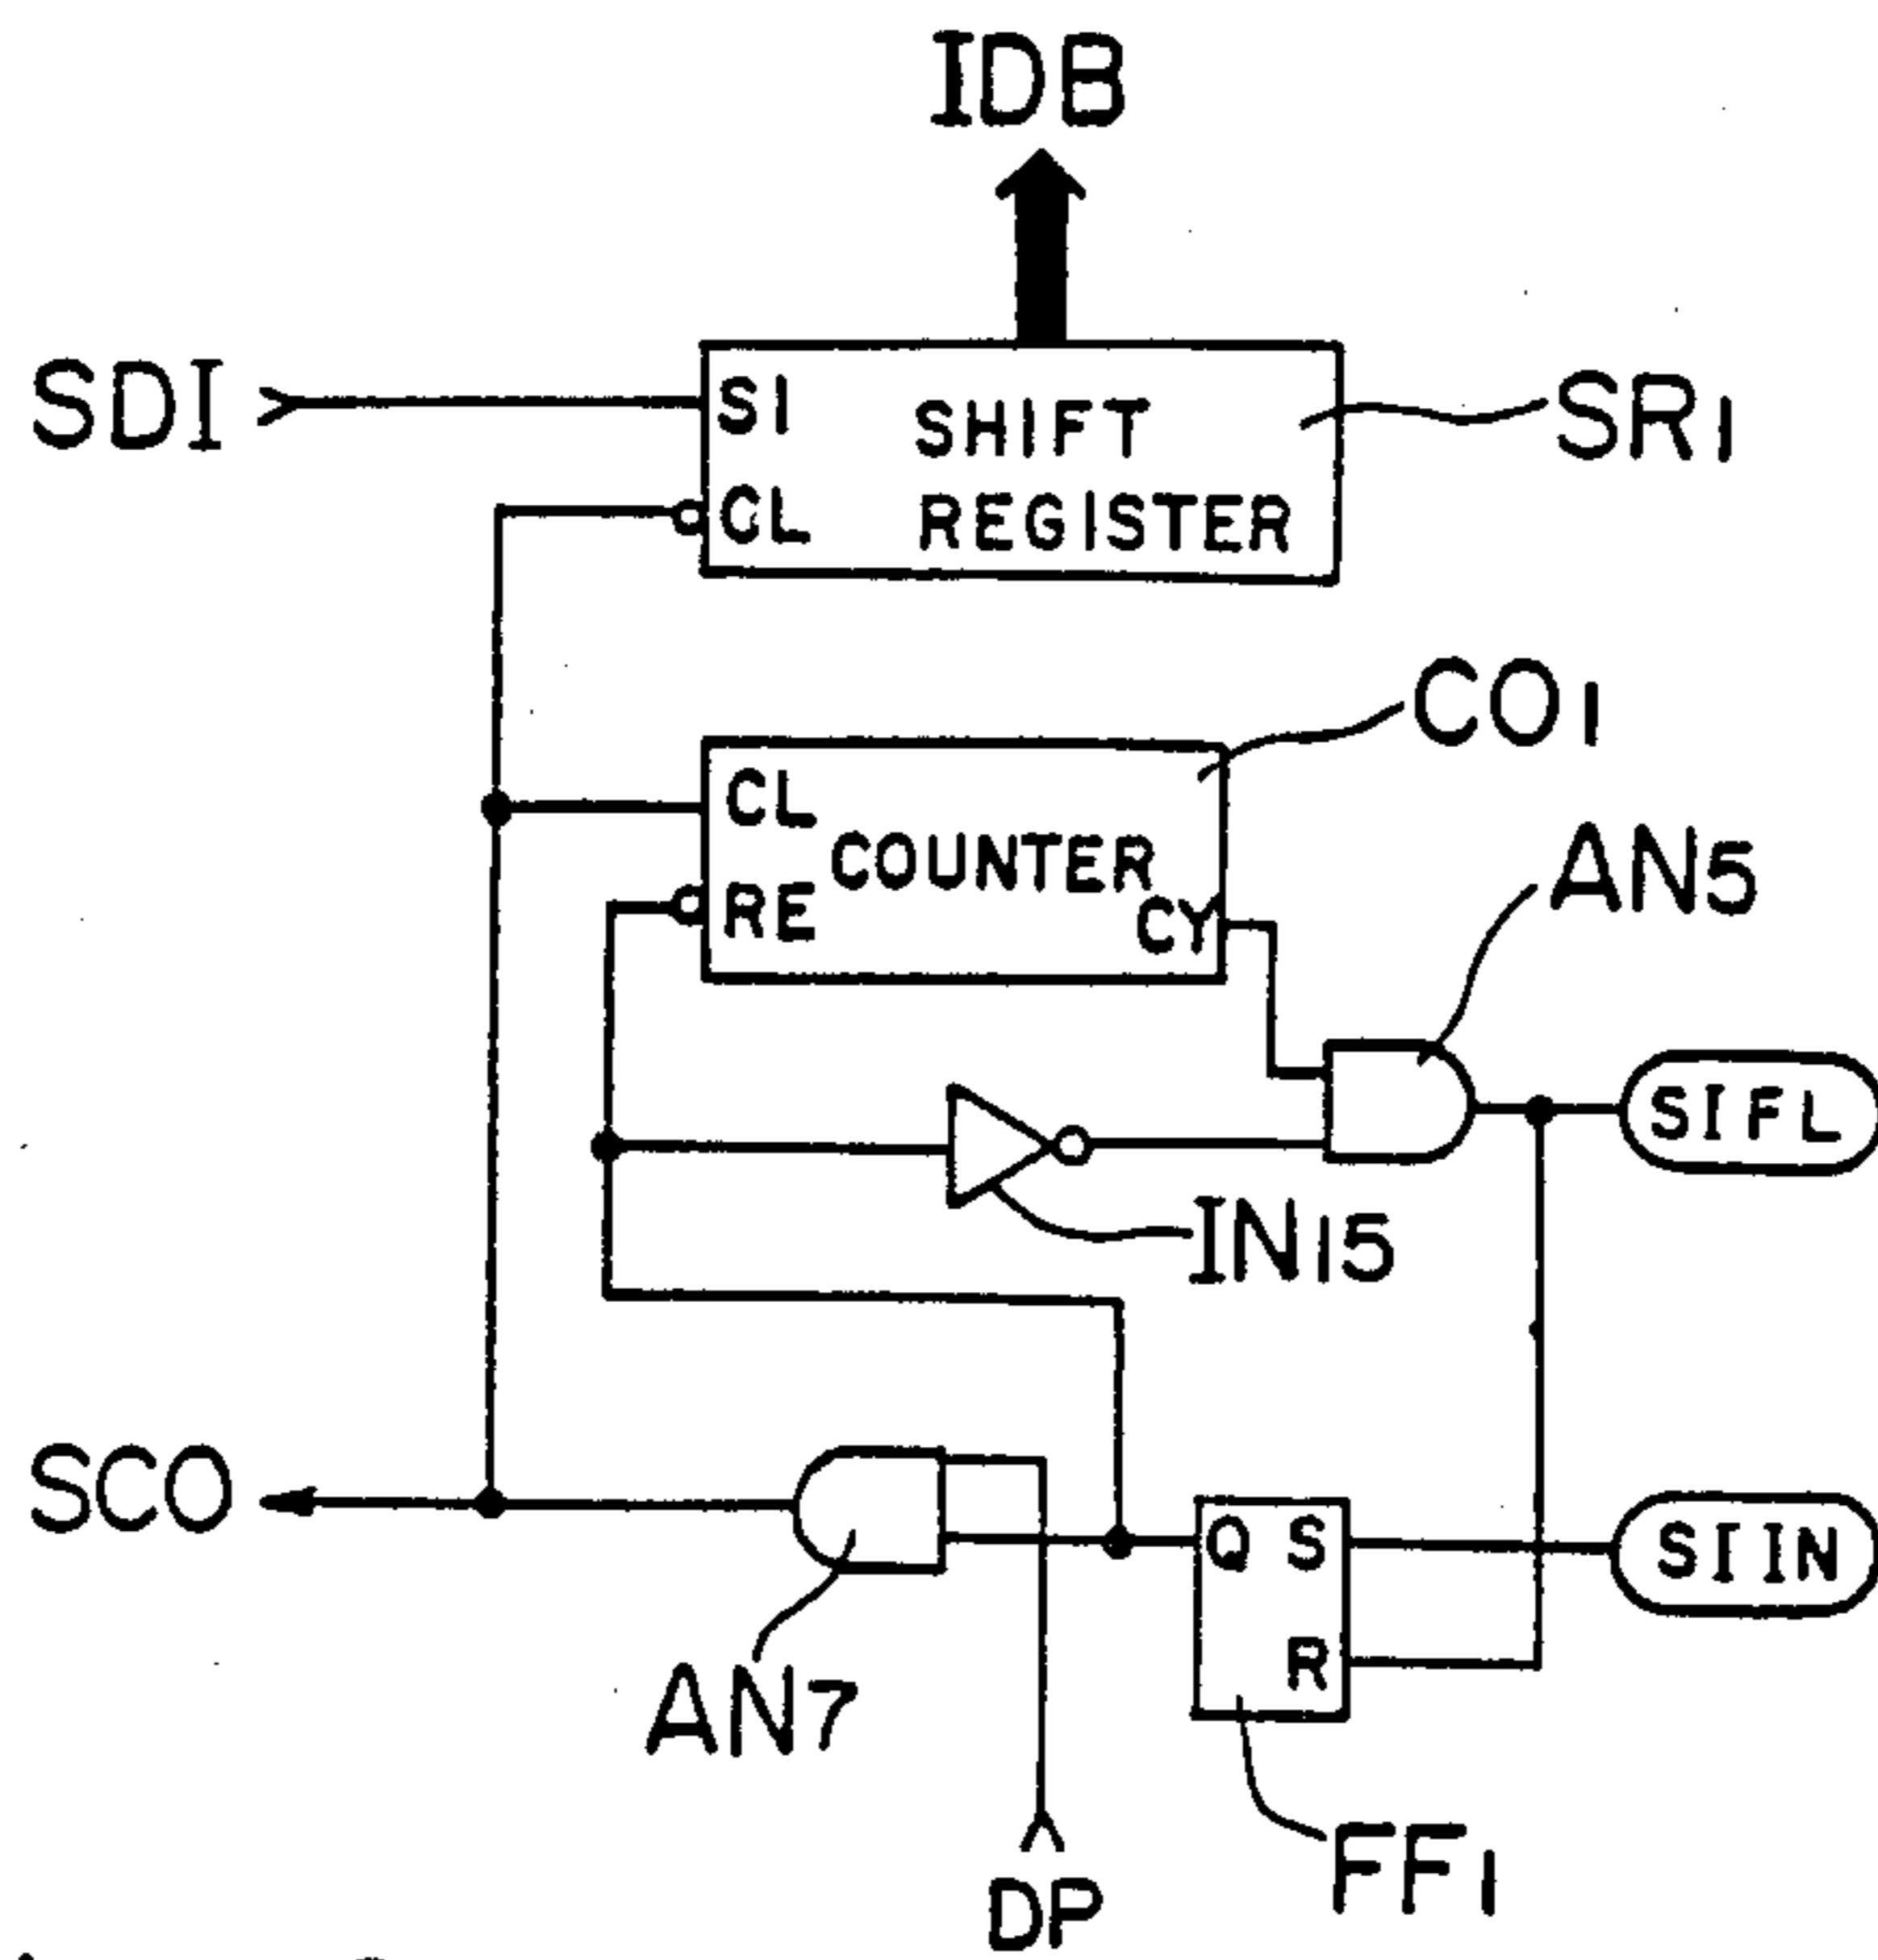 IDB
SDI
SI
SHIFT
REGISTER
CL
SR1
CO1
CL
COUNTER
RE
CY
AN5
SIFL
IN15
SCO
Q S
R
SIIN
AN7
FF1
DP